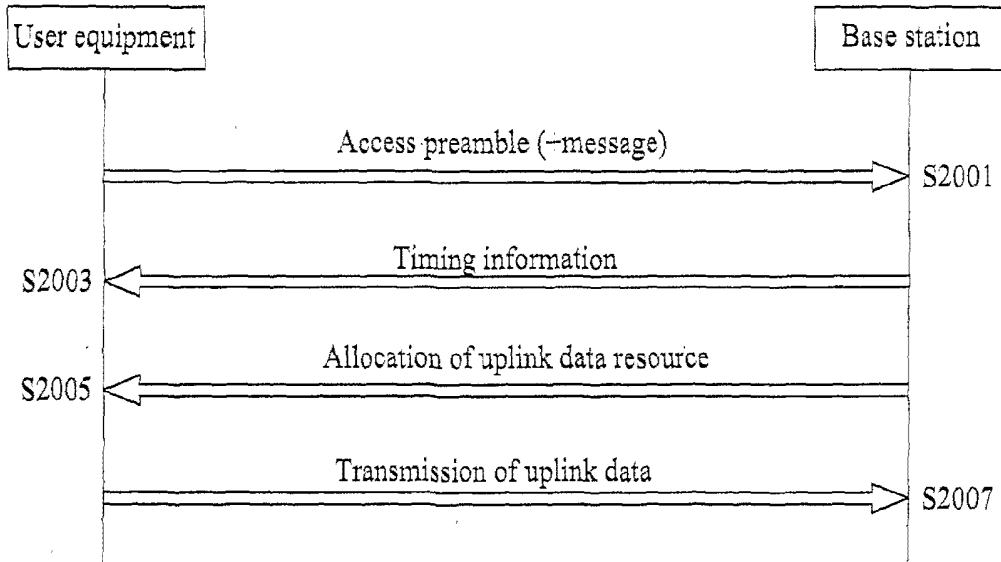 User equipment
Base station
Access preamble (+message)
S2001
Timing information
S2003
Allocation of uplink data resource
S2005
Transmission of uplink data
S2007